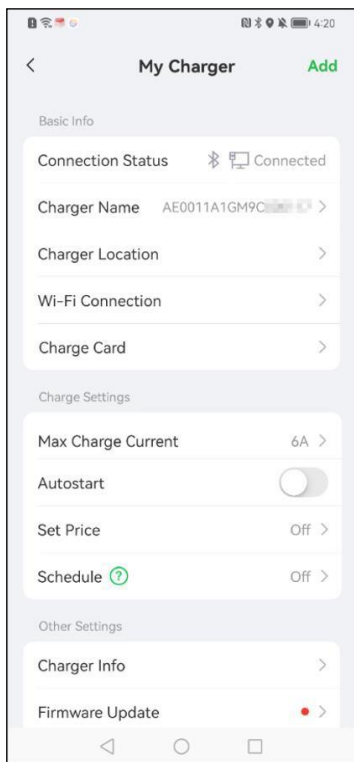 4:20
My Charger Add
Basic Info
Connection Status Connected
Charger Name AE0011A1GM9C
Charger Location
Wi-Fi Connection
Charge Card
Charge Settings
Max Charge Current 6A
Autostart
Set Price Off
Schedule ? Off
Other Settings
Charger Info
Firmware Update